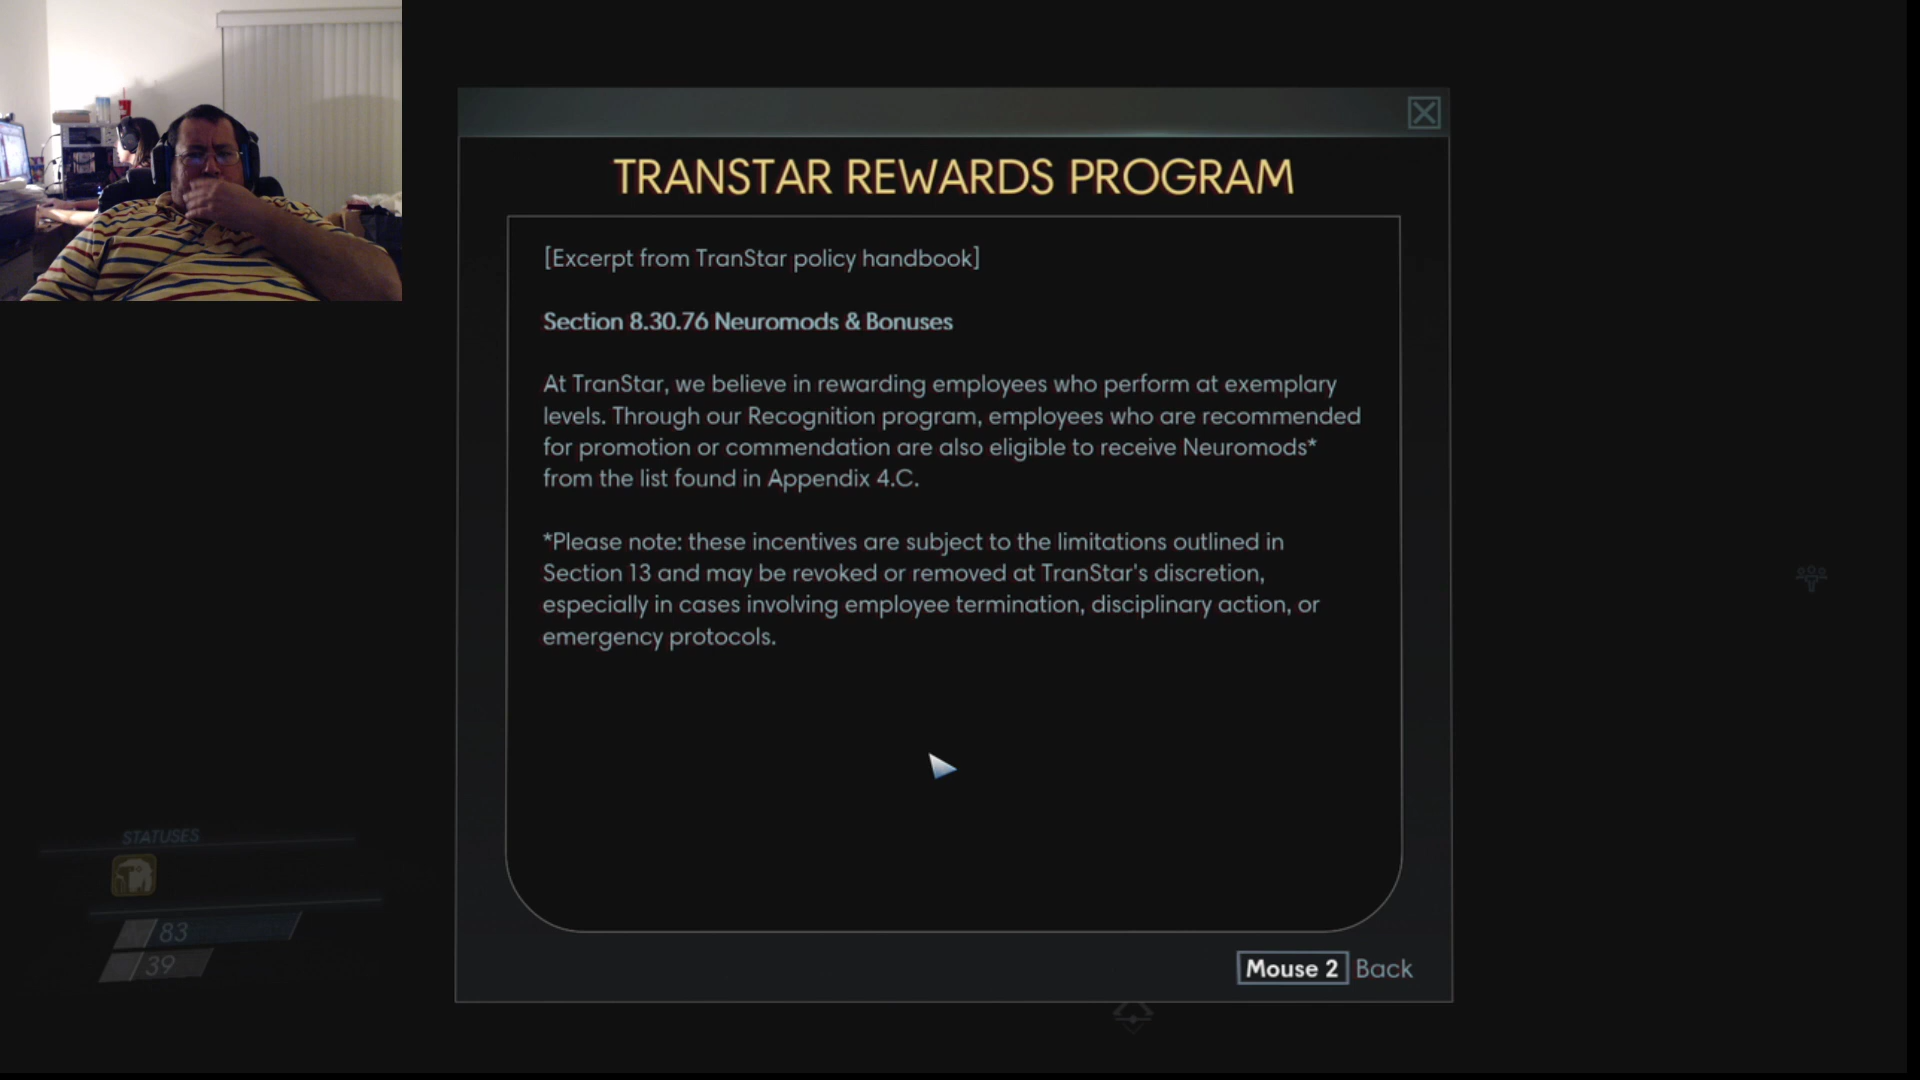 TRANSTAR REWARDS PROGRAM
[Excerpt from TranStar policy handbook]
Section 8.30.76 Neuromods & Bonuses
At TranStar, we believe in rewarding employees who perform at exemplary
levels. Through our Recognition program, employees who are recommended
for promotion or commendation are also eligible to receive Neuromods*
from the list found in Appendix 4.C.
*Please note: these incentives are subject to the limitations outlined in
Section 13 and may be revoked or removed at TranStar's discretion,
especially in cases involving employee termination, disciplinary action, or
emergency protocols.
STATUSES
83
39
Mouse 2 Back